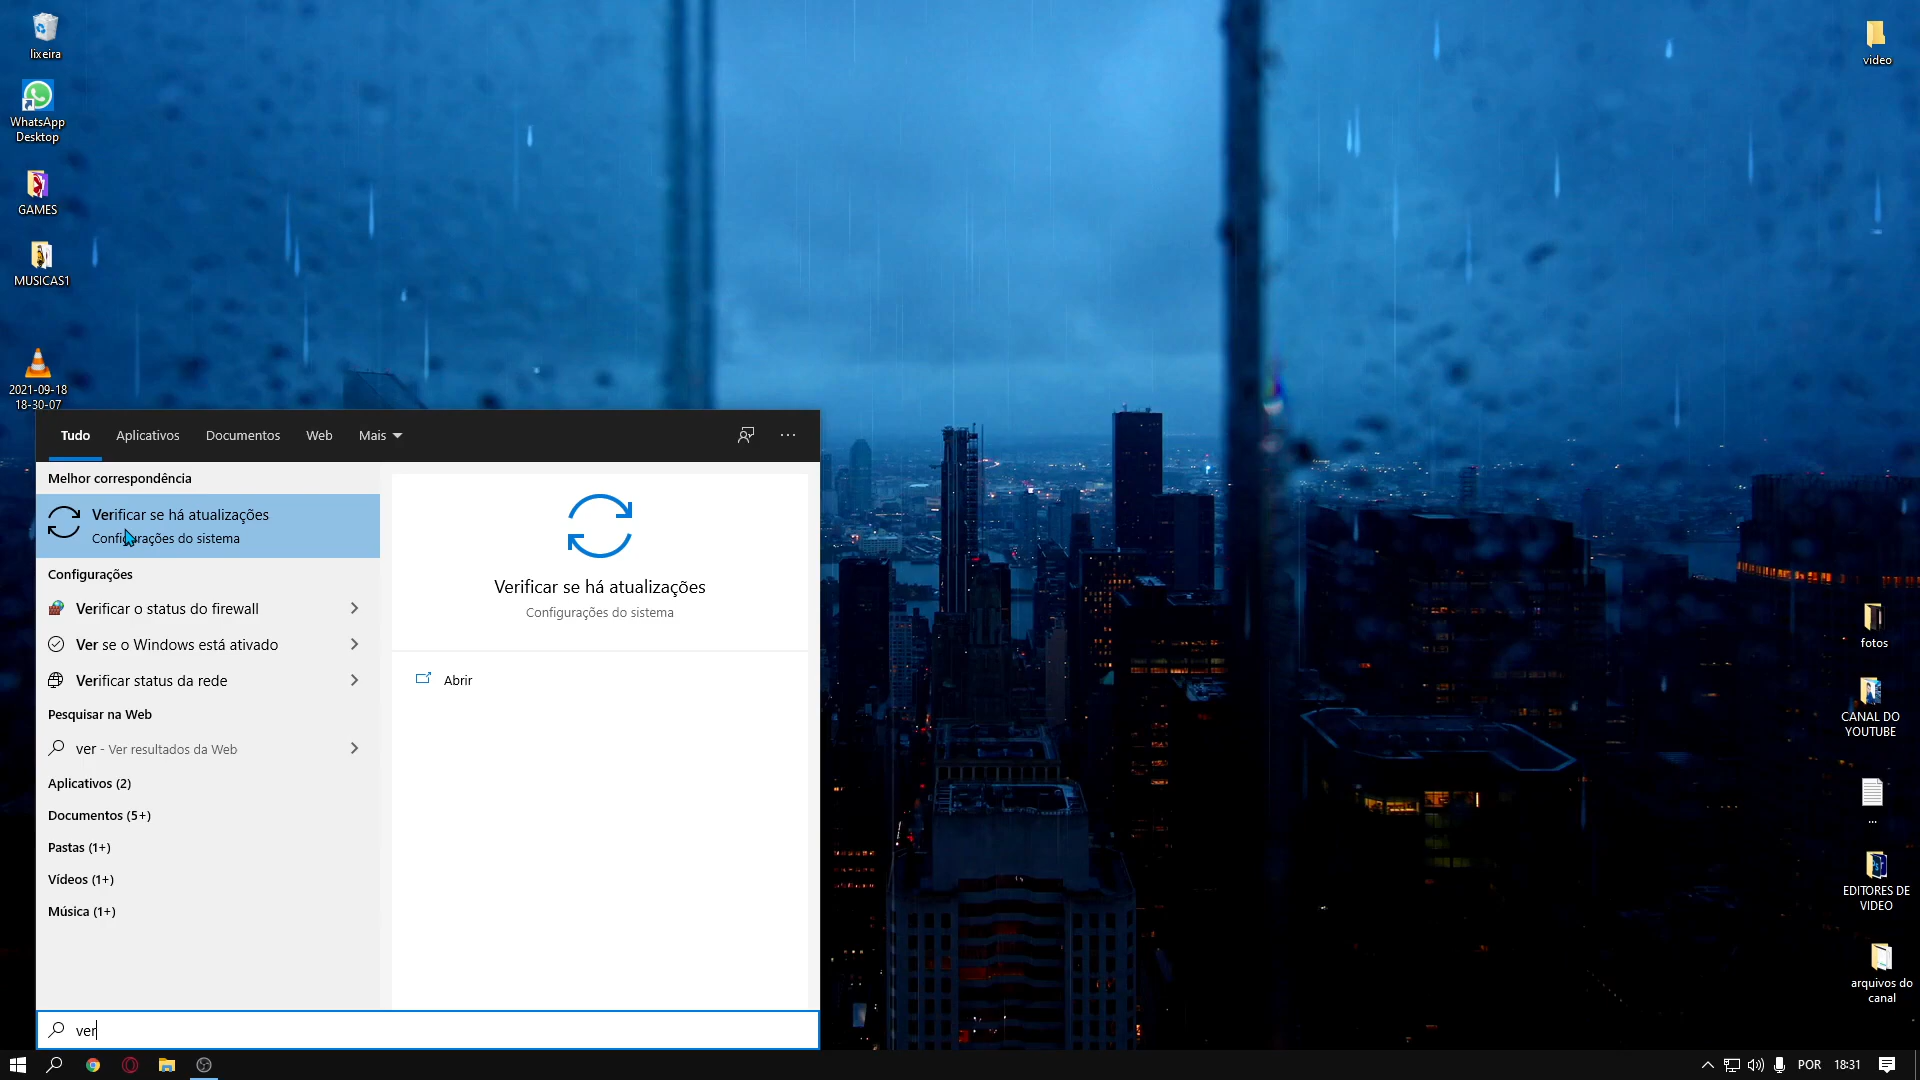 lixeira
WhatsApp
Desktop
GAMES
MUSICAS1
2021-09-18
18-30-07
video
fotos
CANAL DO
YOUTUBE
...
EDITORES DE
VIDEO
arquivos do
canal
Tudo
Aplicativos
Documentos
Web
Mais
Melhor correspondência
Verificar se há atualizações
Configurações do sistema
Configurações
Verificar o status do firewall
Ver se o Windows está ativado
Verificar status da rede
Pesquisar na Web
ver - Ver resultados da Web
Aplicativos (2)
Documentos (5+)
Pastas (1+)
Vídeos (1+)
Música (1+)
Verificar se há atualizações
Configurações do sistema
Abrir
ver
POR
18:31